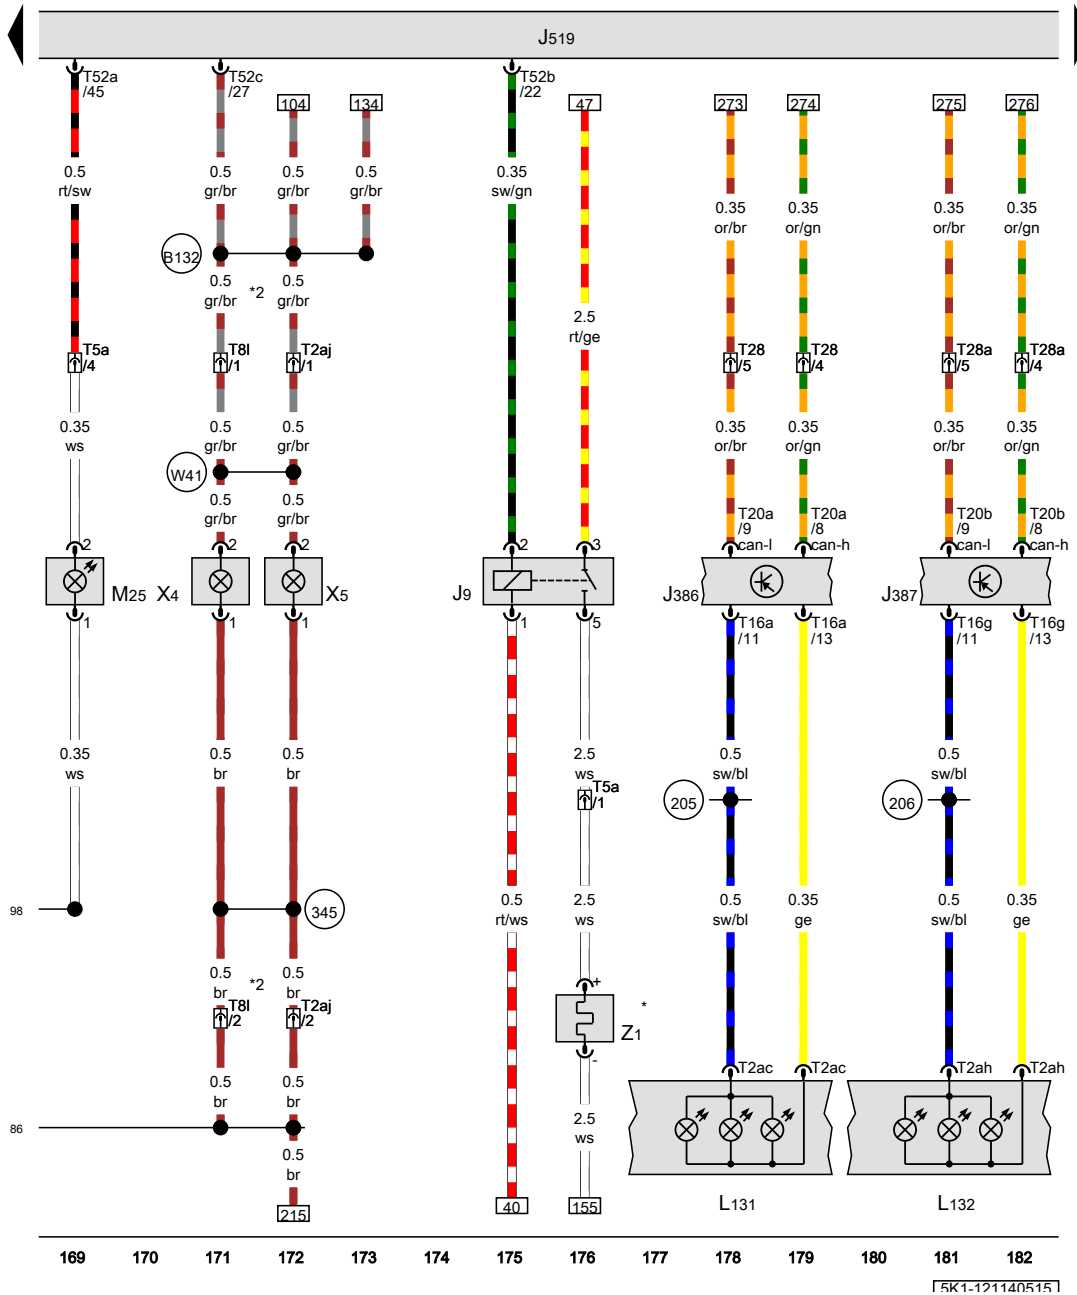 J519
T52a
/45
T52c
/27
T52b
/22
104
134
47
273
274
275
276
0.5
rt/sw
0.5
gr/br
0.5
gr/br
0.5
gr/br
0.35
sw/gn
0.35
or/br
0.35
or/gn
0.35
or/br
0.35
or/gn
B132
0.5
gr/br
*2
0.5
gr/br
2.5
rt/ge
T5a
/4
T8l
/1
T2aj
/1
T28
/5
T28
/4
T28a
/5
T28a
/4
0.35
ws
0.5
gr/br
0.5
gr/br
0.35
or/br
0.35
or/gn
0.35
or/br
0.35
or/gn
W41
0.5
gr/br
0.5
gr/br
T20a
/9
can-l
T20a
/8
can-h
T20b
/9
can-l
T20b
/8
can-h
2
2
2
2
3
M25
X4
X5
J9
J386
J387
1
1
1
1
5
T16a
/11
T16a
/13
T16g
/11
T16g
/13
0.35
ws
0.5
br
0.5
br
2.5
ws
0.5
sw/bl
0.5
sw/bl
T5a
/1
205
206
98
345
0.5
rt/ws
2.5
ws
0.5
sw/bl
0.35
ge
0.5
sw/bl
0.35
ge
0.5
br
*2
0.5
br
T8l
/2
T2aj
/2
+
*
Z1
-
T2ac
T2ac
T2ah
T2ah
0.5
br
0.5
br
2.5
ws
86
0.5
br
215
40
155
L131
L132
169 170 171 172 173 174 175 176 177 178 179 180 181 182
5K1-121140515